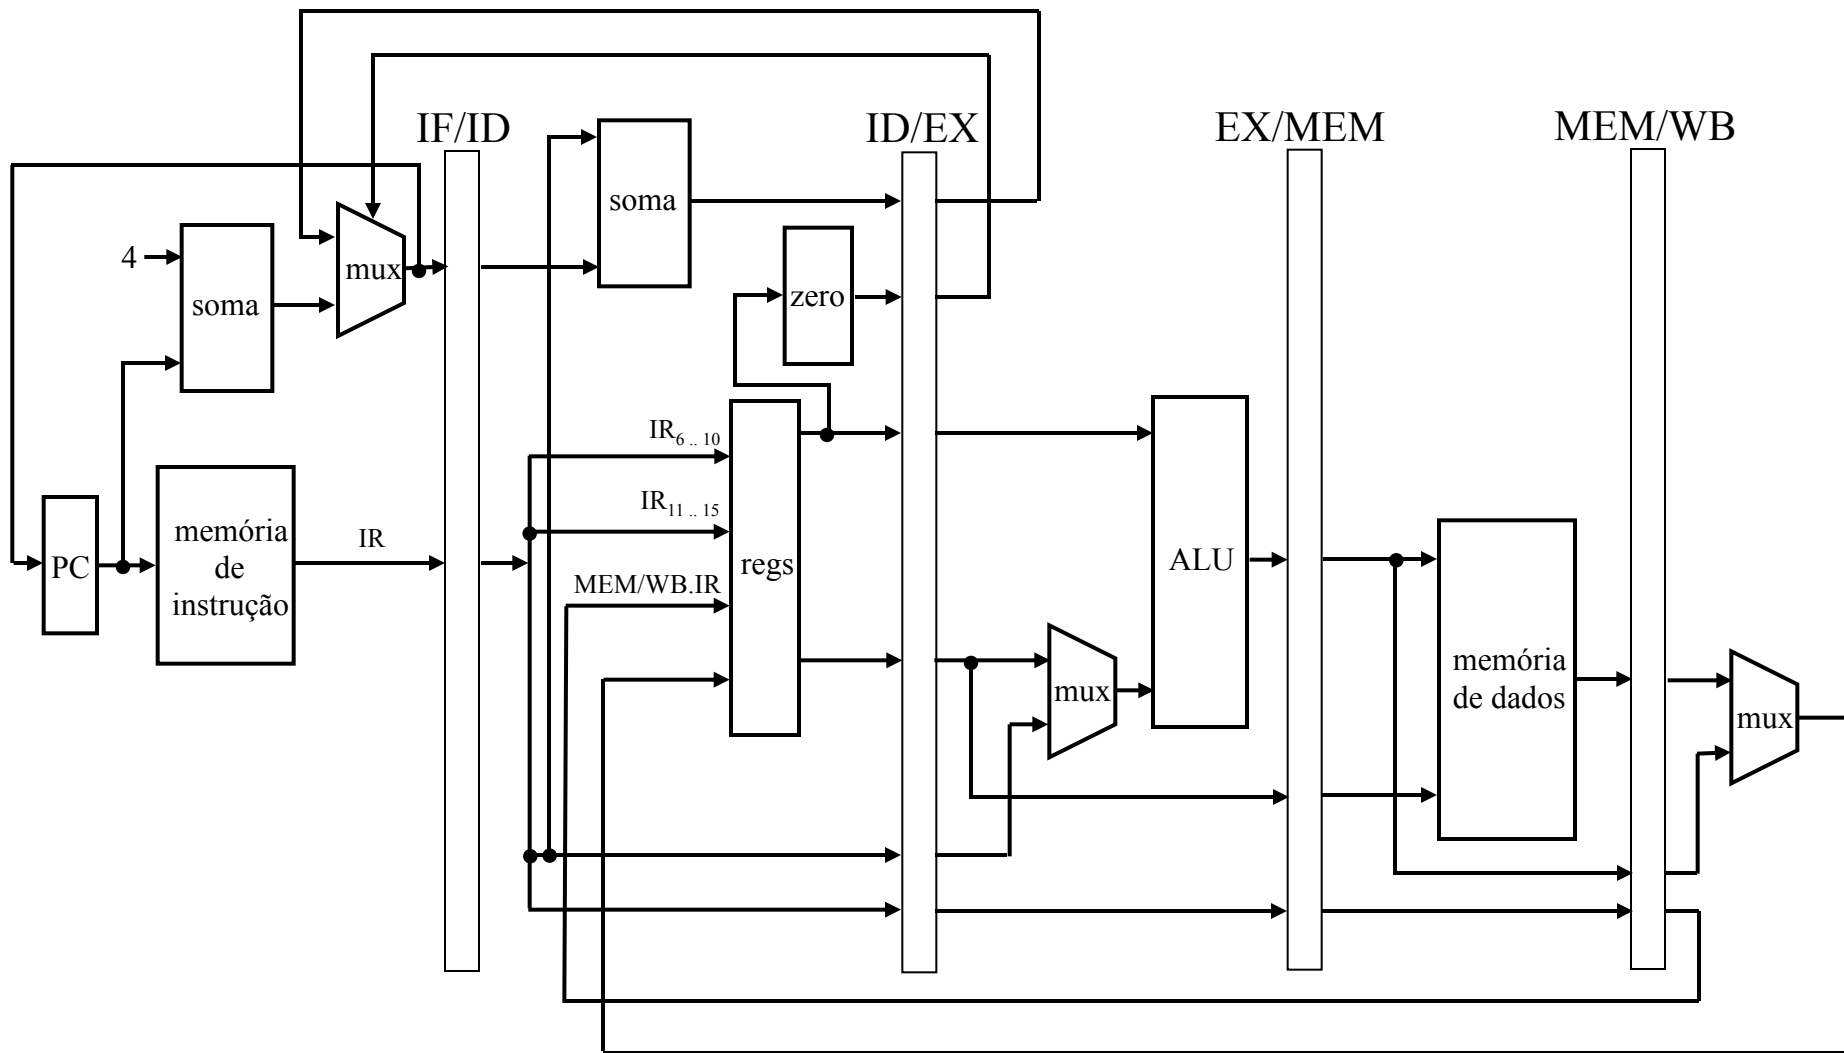 IF/ID
ID/EX
EX/MEM
MEM/WB
soma
4
soma
mux
zero
IR6 .. 10
IR11 .. 15
MEM/WB.IR
regs
PC
memória
de
instrução
IR
ALU
mux
memória
de dados
mux